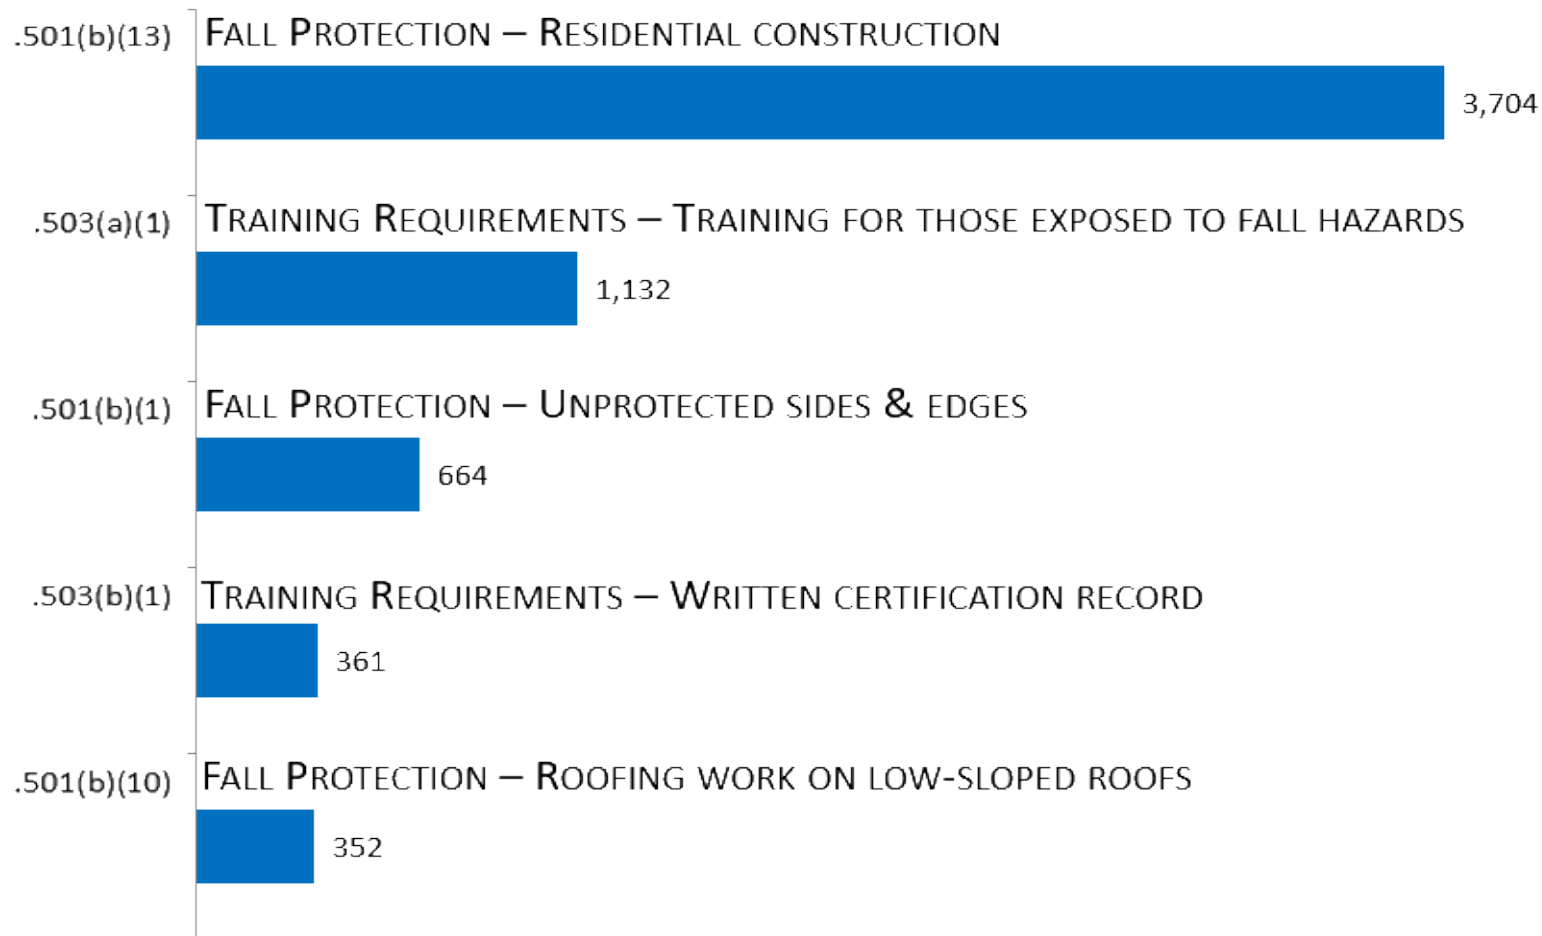 .501(b)(13) FALL PROTECTION – RESIDENTIAL CONSTRUCTION
3,704
.503(a)(1) TRAINING REQUIREMENTS – TRAINING FOR THOSE EXPOSED TO FALL HAZARDS
1,132
.501(b)(1) FALL PROTECTION – UNPROTECTED SIDES & EDGES
664
.503(b)(1) TRAINING REQUIREMENTS – WRITTEN CERTIFICATION RECORD
361
.501(b)(10) FALL PROTECTION – ROOFING WORK ON LOW-SLOPED ROOFS
352